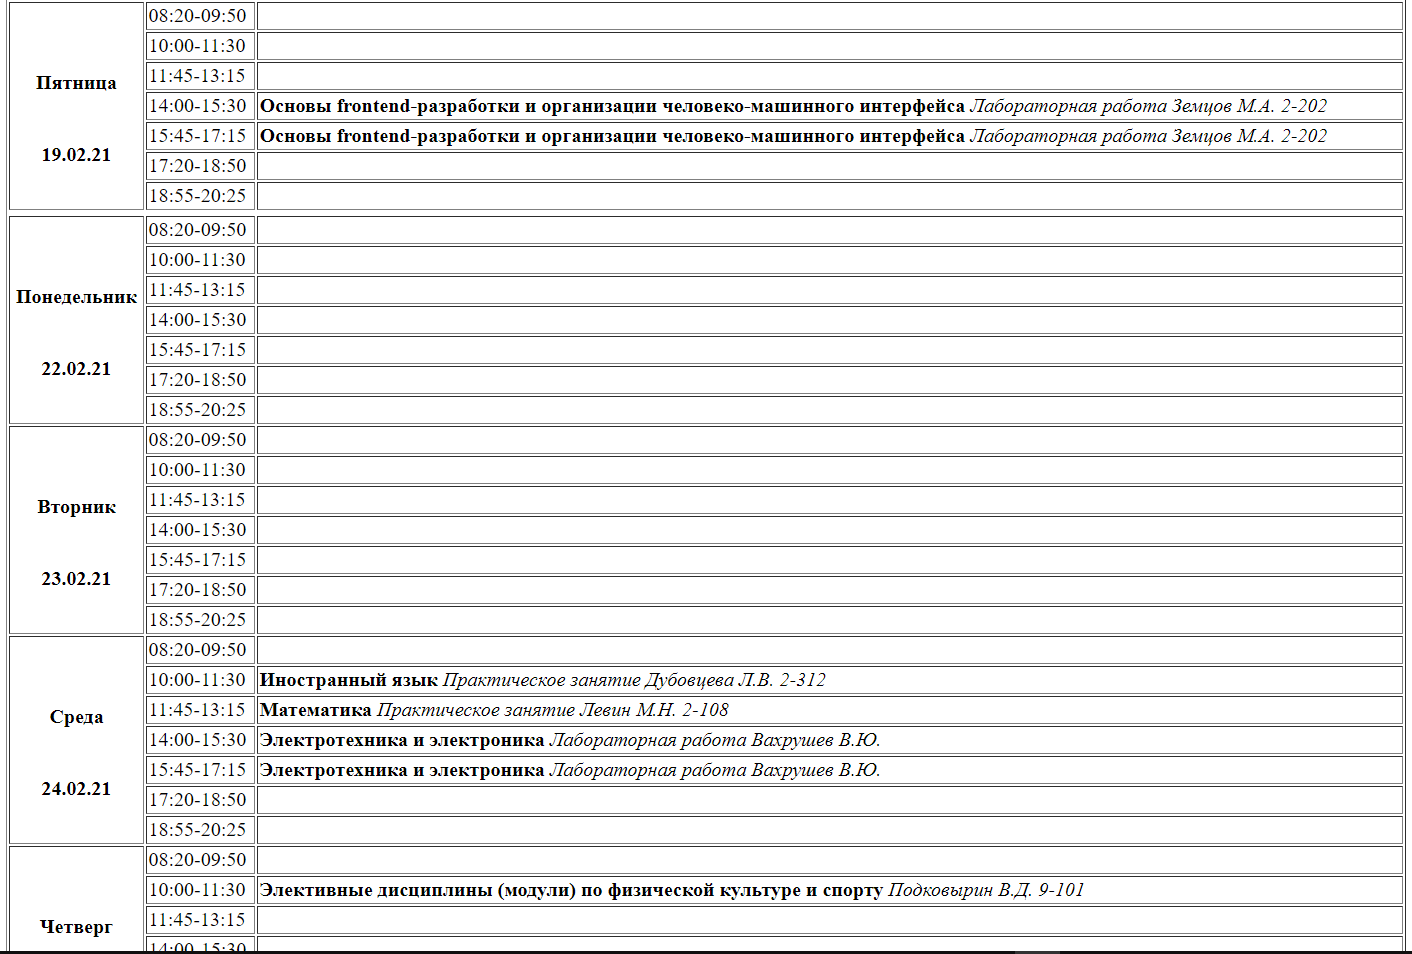 Пятница
19.02.21
08:20-09:50
10:00-11:30
11:45-13:15
14:00-15:30 Основы frontend-разработки и организации человеко-машинного интерфейса Лабораторная работа Земцов М.А. 2-202
15:45-17:15 Основы frontend-разработки и организации человеко-машинного интерфейса Лабораторная работа Земцов М.А. 2-202
17:20-18:50
18:55-20:25
Понедельник
22.02.21
08:20-09:50
10:00-11:30
11:45-13:15
14:00-15:30
15:45-17:15
17:20-18:50
18:55-20:25
Вторник
23.02.21
08:20-09:50
10:00-11:30
11:45-13:15
14:00-15:30
15:45-17:15
17:20-18:50
18:55-20:25
Среда
24.02.21
08:20-09:50
10:00-11:30 Иностранный язык Практическое занятие Дубовцева Л.В. 2-312
11:45-13:15 Математика Практическое занятие Левин М.Н. 2-108
14:00-15:30 Электротехника и электроника Лабораторная работа Вахрушев В.Ю.
15:45-17:15 Электротехника и электроника Лабораторная работа Вахрушев В.Ю.
17:20-18:50
18:55-20:25
Четверг
08:20-09:50
10:00-11:30 Элективные дисциплины (модули) по физической культуре и спорту Подковырин В.Д. 9-101
11:45-13:15
14:00-15:30